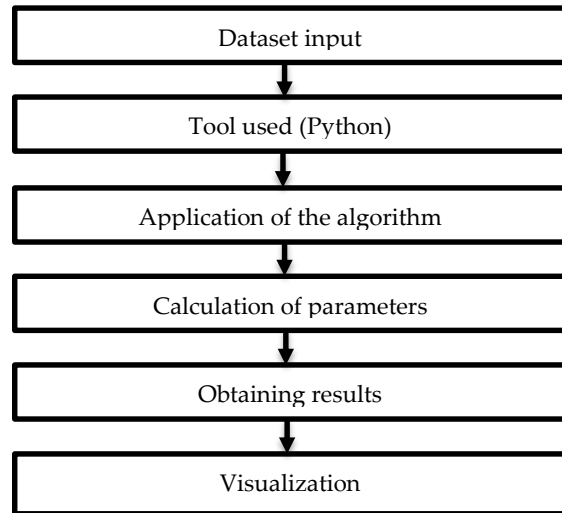 Dataset input
Tool used (Python)
Application of the algorithm
Calculation of parameters
Obtaining results
Visualization